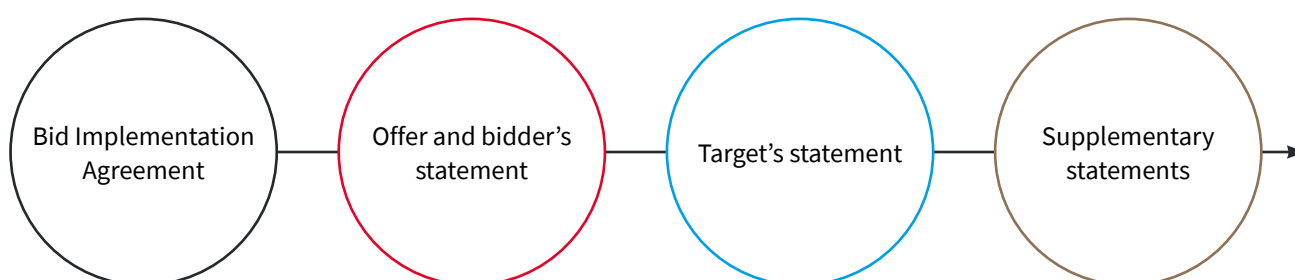 Bid Implementation
Agreement
Offer and bidder’s
statement
Target’s statement
Supplementary
statements